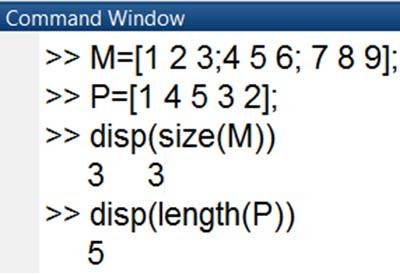 Command Window
>> M=[1 2 3;4 5 6; 7 8 9];
>> P=[1 4 5 3 2];
>> disp(size(M))
3 3
>> disp(length(P))
5